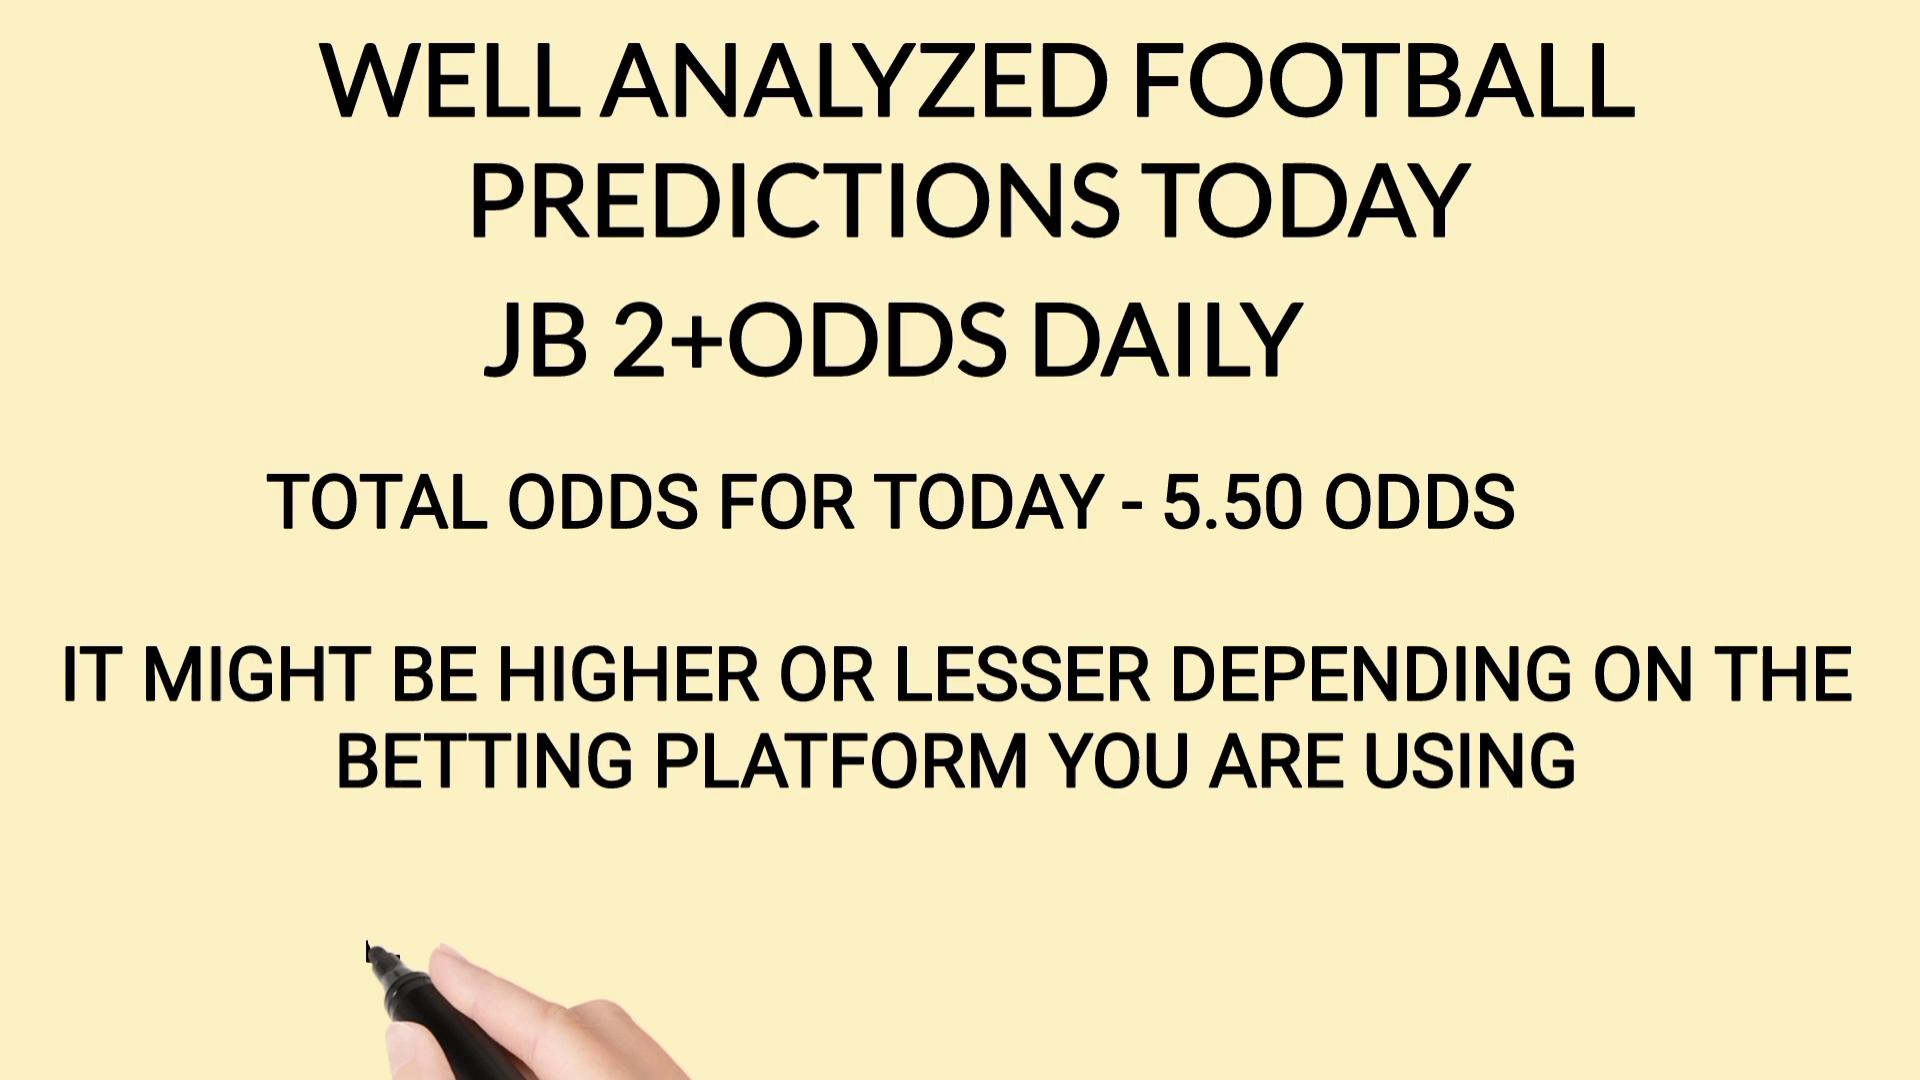 WELL ANALYZED FOOTBALL
PREDICTIONS TODAY
JB 2+ODDS DAILY
TOTAL ODDS FOR TODAY - 5.50 ODDS
IT MIGHT BE HIGHER OR LESSER DEPENDING ON THE
BETTING PLATFORM YOU ARE USING